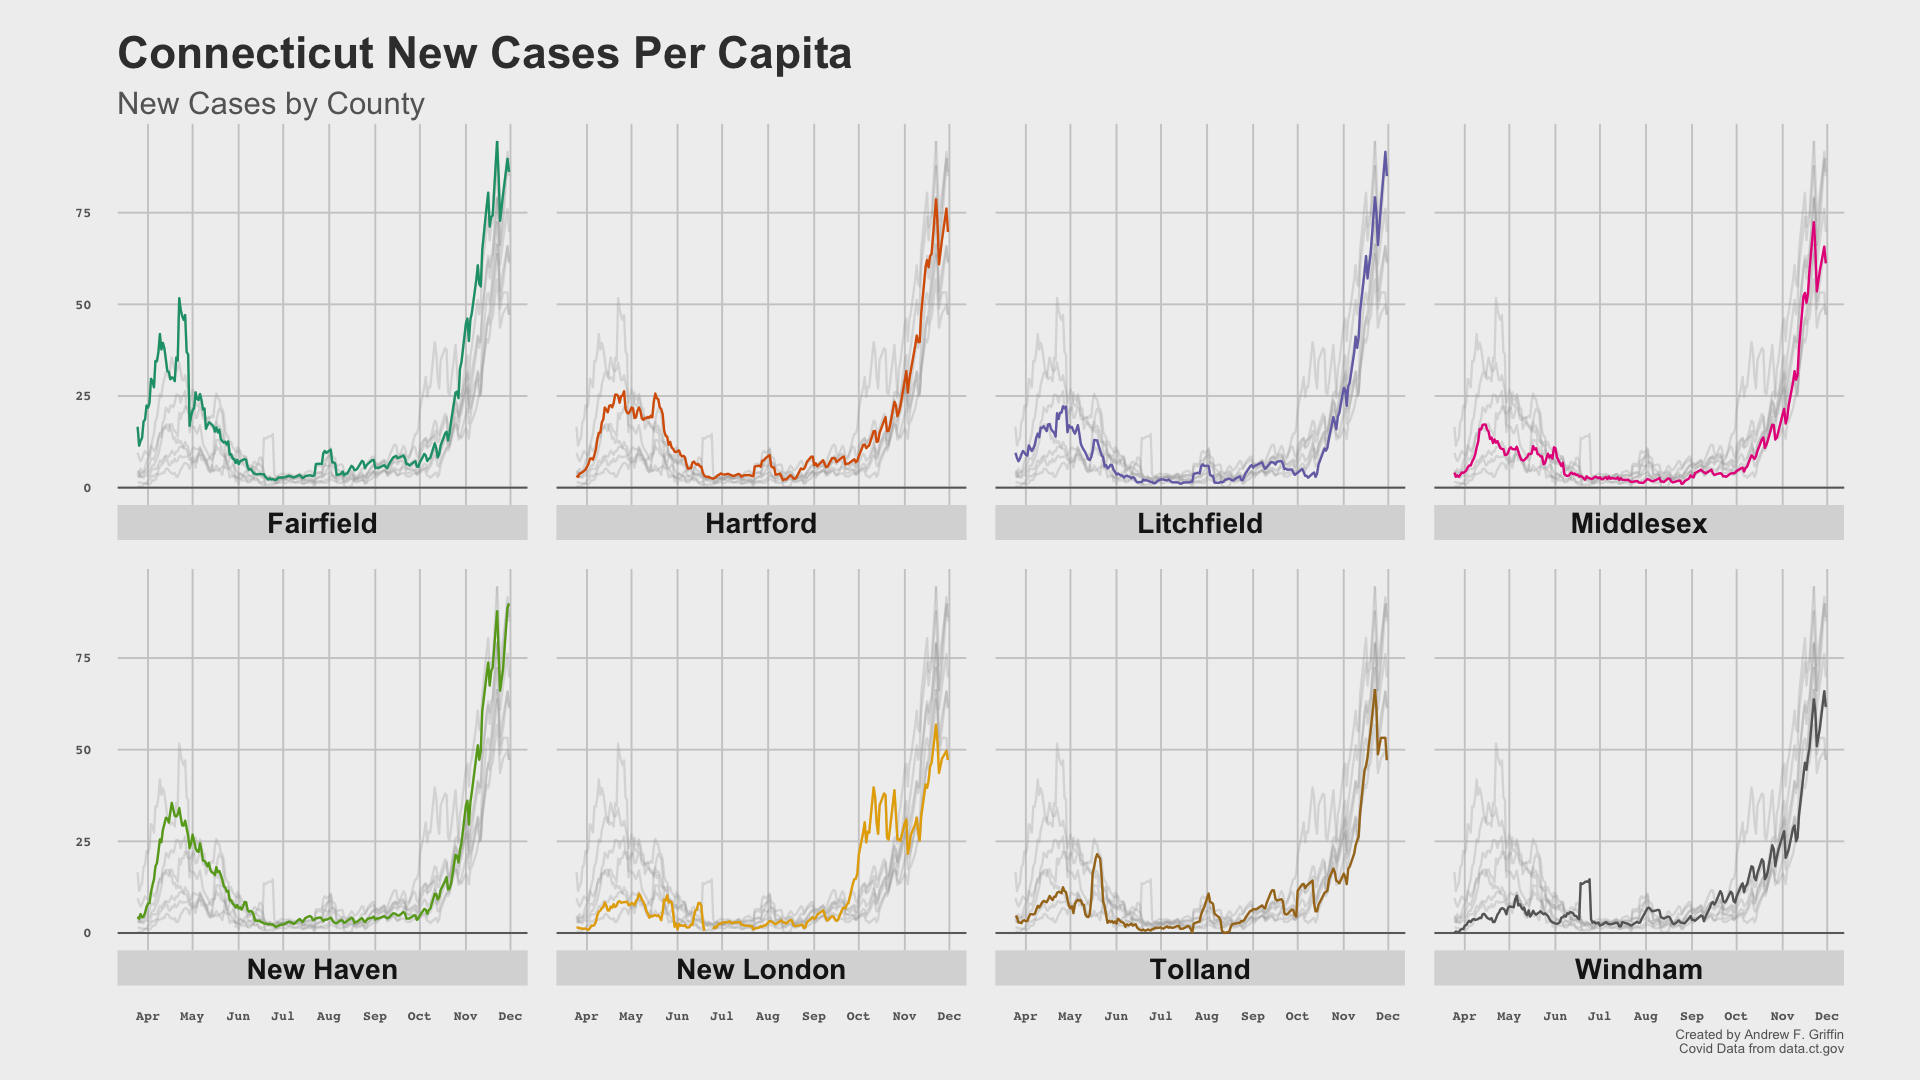 Connecticut New Cases Per Capita
New Cases by County
75
50
25
0
Fairfield Hartford Litchfield Middlesex
75
50
25
0
New Haven New London Tolland Windham
Apr May Jun Jul Aug Sep Oct Nov Dec Apr May Jun Jul Aug Sep Oct Nov Dec Apr May Jun Jul Aug Sep Oct Nov Dec Apr May Jun Jul Aug Sep Oct Nov Dec
Created by Andrew F. Griffin
Covid Data from data.ct.gov